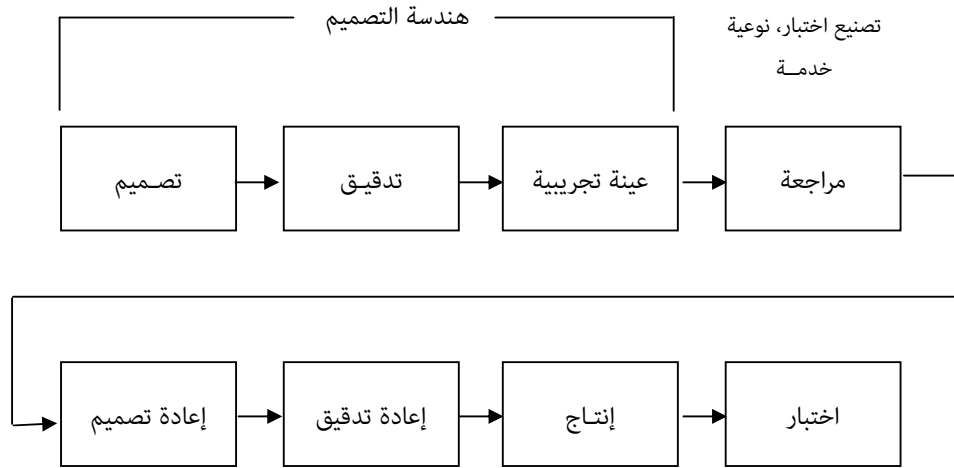 هندسة التصميم
تصنيع اختبار، نوعية
خدمــة
تصـميم
تدقيـق
عينة تجريبية
مراجعة
إعادة تصميم
إعادة تدقيق
إنتـاج
اختبار